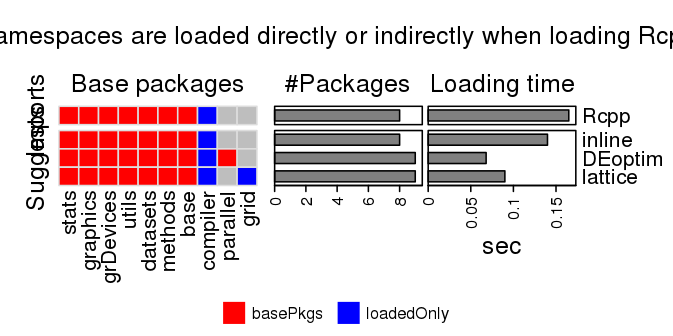 amespaces are loaded directly or indirectly when loading Rcp
Base packages
#Packages
Loading time
Imports
Suggests
Rcpp
inline
DEoptim
lattice
stats
graphics
grDevices
utils
datasets
methods
base
compiler
parallel
grid
0 2 4 6 8
0 0.05 0.1 0.15
sec
basePkgs loadedOnly